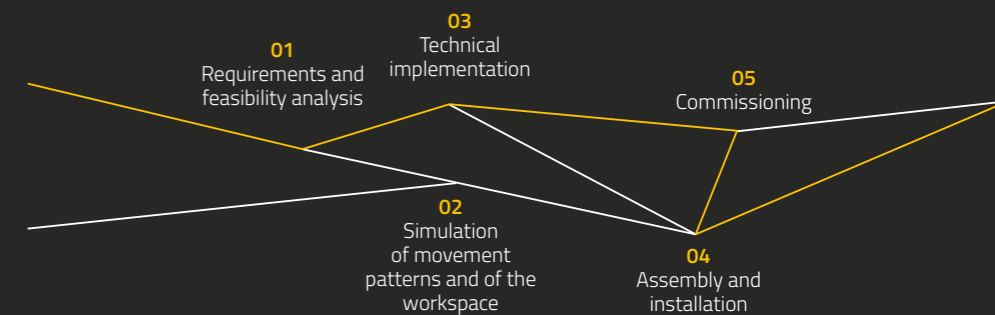 01
Requirements and
feasibility analysis
02
Simulation
of movement
patterns and of the
workspace
03
Technical
implementation
04
Assembly and
installation
05
Commissioning